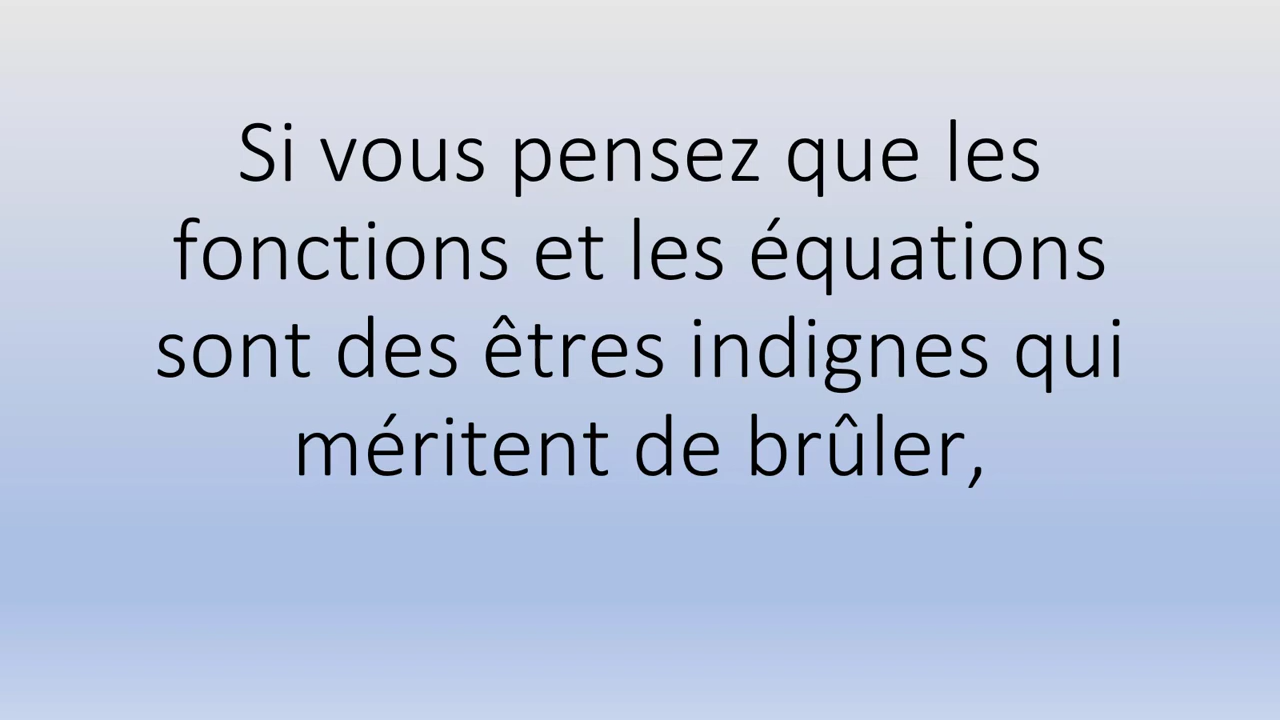 Si vous pensez que les
fonctions et les équations
sont des êtres indignes qui
méritent de brûler,